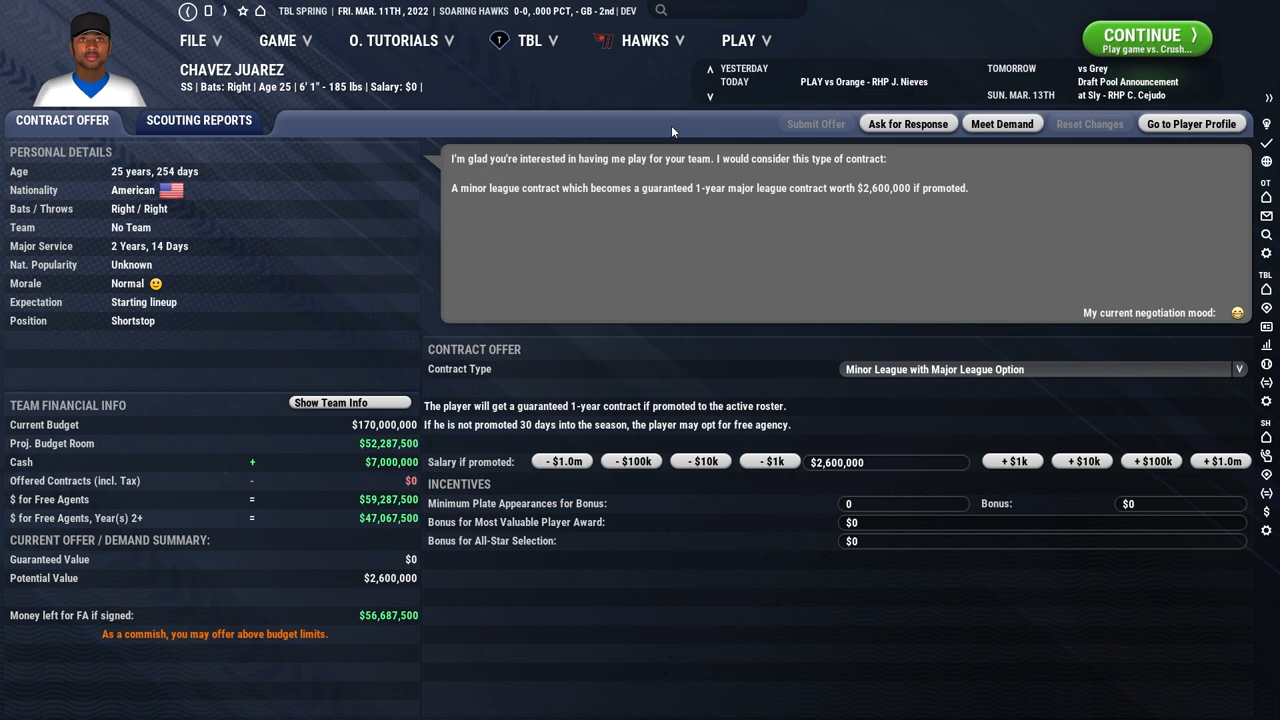 TBL SPRING | FRI. MAR. 11TH , 2022 | SOARING HAWKS 0-0, .000 PCT, - GB - 2nd | DEV
FILE GAME O. TUTORIALS T TBL H HAWKS PLAY
CONTINUE
Play game vs. Crush...
CHAVEZ JUAREZ
SS | Bats: Right | Age 25 | 6' 1" - 185 lbs | Salary: $0 |
YESTERDAY
TODAY PLAY vs Orange - RHP J. Nieves
TOMORROW vs Grey
Draft Pool Announcement
SUN. MAR. 13TH at Sly - RHP C. Cejudo
CONTRACT OFFER SCOUTING REPORTS
Submit Offer Ask for Response Meet Demand Reset Changes Go to Player Profile
PERSONAL DETAILS
Age 25 years, 254 days
Nationality American
Bats / Throws Right / Right
Team No Team
Major Service 2 Years, 14 Days
Nat. Popularity Unknown
Morale Normal
Expectation Starting lineup
Position Shortstop
I'm glad you're interested in having me play for your team. I would consider this type of contract:
A minor league contract which becomes a guaranteed 1-year major league contract worth $2,600,000 if promoted.
My current negotiation mood:
TEAM FINANCIAL INFO Show Team Info
Current Budget $170,000,000
Proj. Budget Room $52,287,500
Cash + $7,000,000
Offered Contracts (incl. Tax) - $0
$ for Free Agents = $59,287,500
$ for Free Agents, Year(s) 2+ = $47,067,500
CURRENT OFFER / DEMAND SUMMARY:
Guaranteed Value $0
Potential Value $2,600,000
Money left for FA if signed: $56,687,500
As a commish, you may offer above budget limits.
CONTRACT OFFER
Contract Type Minor League with Major League Option
The player will get a guaranteed 1-year contract if promoted to the active roster.
If he is not promoted 30 days into the season, the player may opt for free agency.
Salary if promoted: - $1.0m - $100k - $10k - $1k $2,600,000 + $1k + $10k + $100k + $1.0m
INCENTIVES
Minimum Plate Appearances for Bonus: 0 Bonus: $0
Bonus for Most Valuable Player Award: $0
Bonus for All-Star Selection: $0
OT
TBL
SH
$